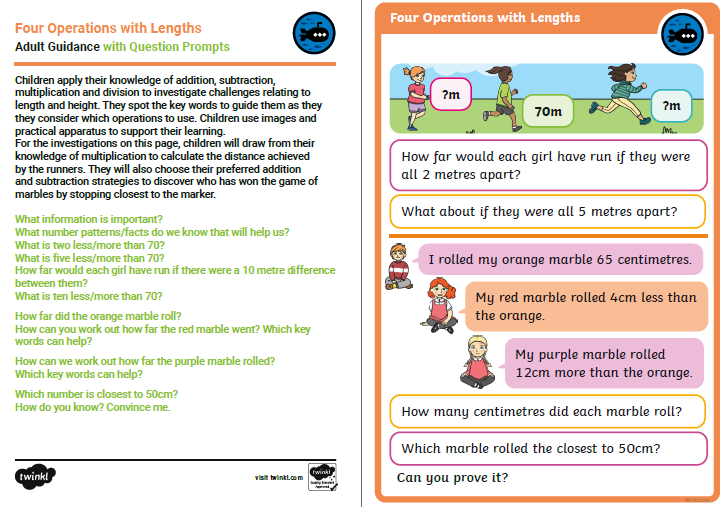 Four Operations with Lengths
Adult Guidance with Question Prompts
Children apply their knowledge of addition, subtraction,
multiplication and division to investigate challenges relating to
length and height. They spot the key words to guide them as they
they consider which operations to use. Children use images and
practical apparatus to support their learning.
For the investigations on this page, children will draw from their
knowledge of multiplication to calculate the distance achieved
by the runners. They will also choose their preferred addition
and subtraction strategies to discover who has won the game of
marbles by stopping closest to the marker.
What information is important?
What number patterns/facts do we know that will help us?
What is two less/more than 70?
What is five less/more than 70?
How far would each girl have run if there were a 10 metre difference
between them?
What is ten less/more than 70?
How far did the orange marble roll?
How can you work out how far the red marble went? Which key
words can help?
How can we work out how far the purple marble rolled?
Which key words can help?
Which number is closest to 50cm?
How do you know? Convince me.
twinkl
visit twinkl.com
twinkl
Quality Standard
Approved
Four Operations with Lengths
?m
70m
?m
How far would each girl have run if they were
all 2 metres apart?
What about if they were all 5 metres apart?
I rolled my orange marble 65 centimetres.
My red marble rolled 4cm less than
the orange.
My purple marble rolled
12cm more than the orange.
How many centimetres did each marble roll?
Which marble rolled the closest to 50cm?
Can you prove it?